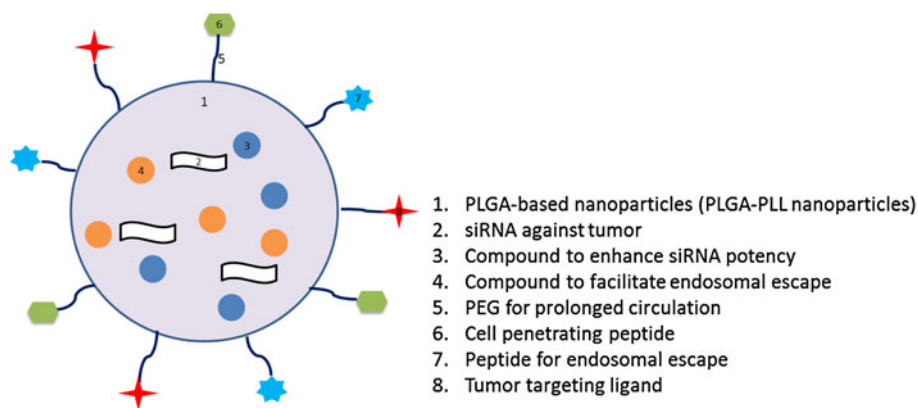 6
5
1
7
3
2
4
8
1. PLGA-based nanoparticles (PLGA-PLL nanoparticles)
2. siRNA against tumor
3. Compound to enhance siRNA potency
4. Compound to facilitate endosomal escape
5. PEG for prolonged circulation
6. Cell penetrating peptide
7. Peptide for endosomal escape
8. Tumor targeting ligand